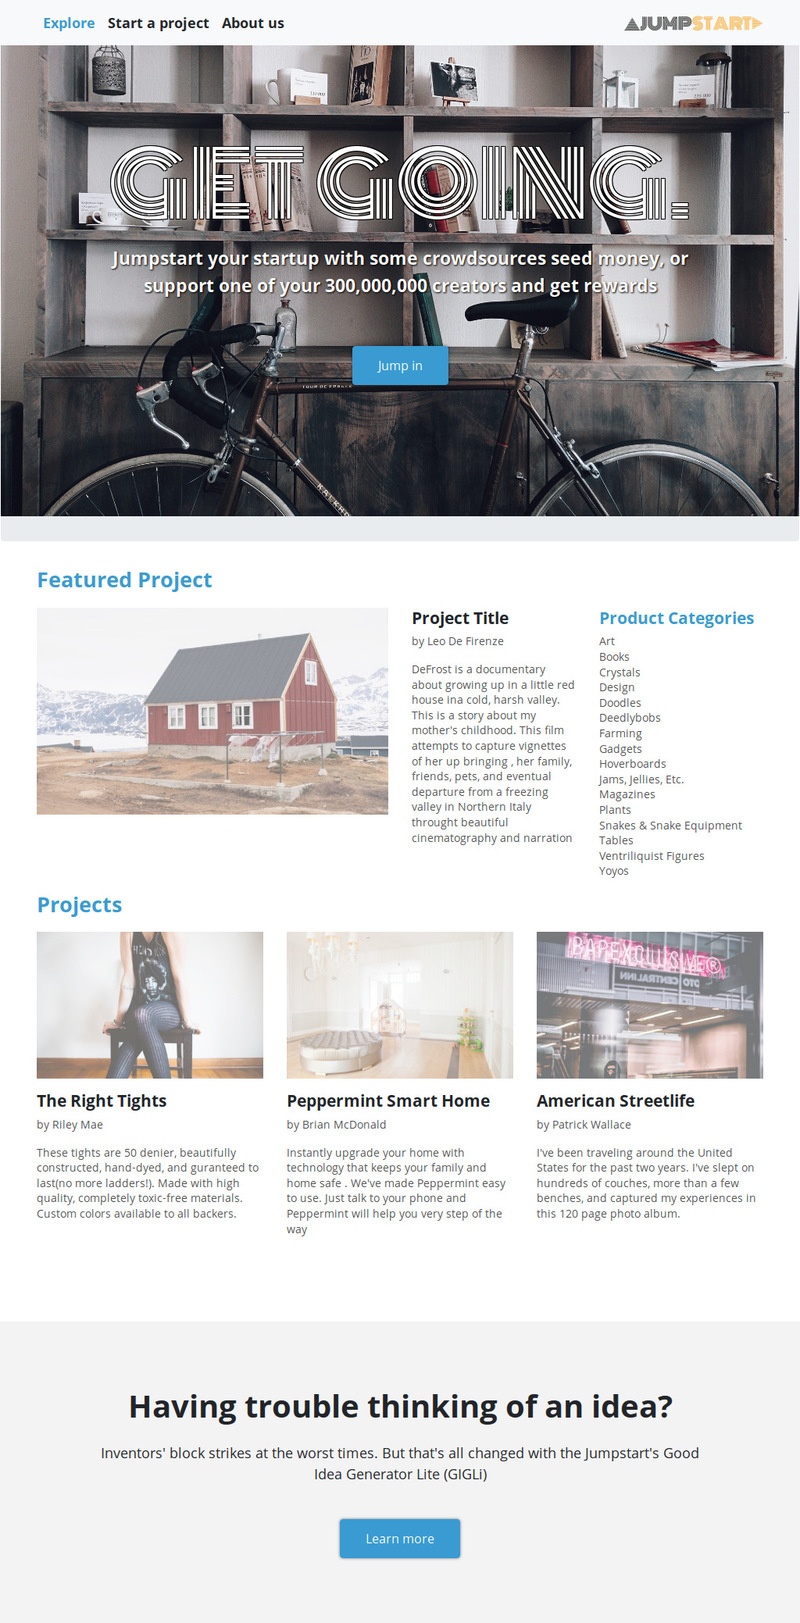 Explore Start a project About us
JUMPSTART
GET GOING.
Jumpstart your startup with some crowdsources seed money, or
support one of your 300,000,000 creators and get rewards
Jump in
TOUR DE FRANCE
Featured Project
Project Title
by Leo De Firenze
DeFrost is a documentary
about growing up in a little red
house ina cold, harsh valley.
This is a story about my
mother's childhood. This film
attempts to capture vignettes
of her up bringing , her family,
friends, pets, and eventual
departure from a freezing
valley in Northern Italy
throught beautiful
cinematography and narration
Product Categories
Art
Books
Crystals
Design
Doodles
Deedlybobs
Farming
Gadgets
Hoverboards
Jams, Jellies, Etc.
Magazines
Plants
Snakes & Snake Equipment
Tables
Ventriliquist Figures
Yoyos
Projects
The Right Tights
by Riley Mae
These tights are 50 denier, beautifully
constructed, hand-dyed, and guranteed to
last(no more ladders!). Made with high
quality, completely toxic-free materials.
Custom colors available to all backers.
Peppermint Smart Home
by Brian McDonald
Instantly upgrade your home with
technology that keeps your family and
home safe . We've made Peppermint easy
to use. Just talk to your phone and
Peppermint will help you very step of the
way
American Streetlife
by Patrick Wallace
I've been traveling around the United
States for the past two years. I've slept on
hundreds of couches, more than a few
benches, and captured my experiences in
this 120 page photo album.
Having trouble thinking of an idea?
Inventors' block strikes at the worst times. But that's all changed with the Jumpstart's Good
Idea Generator Lite (GIGLi)
Learn more